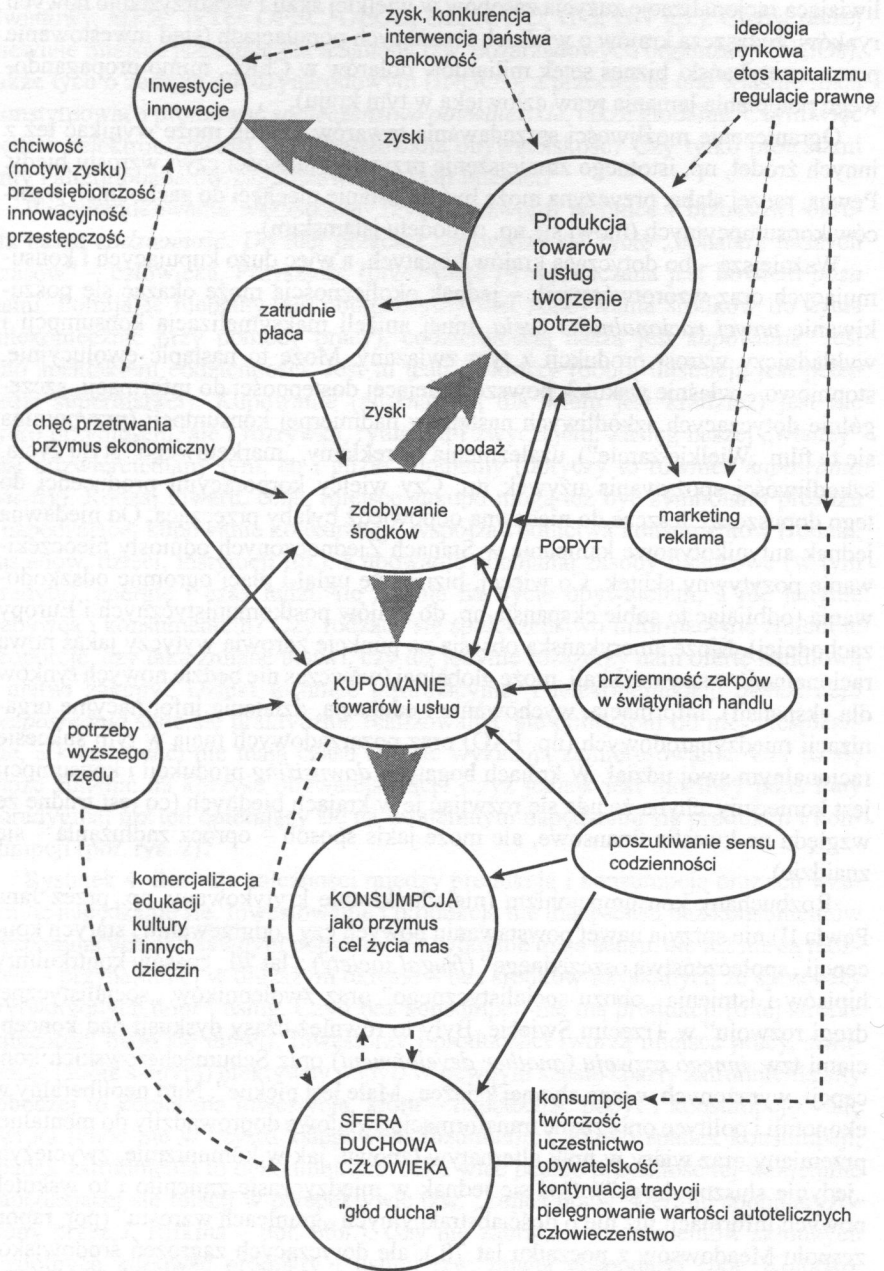 zysk, konkurencja
interwencja państwa
bankowość
ideologia
rynkowa
etos kapitalizmu
regulacje prawne
Inwestycje
innowacje
zyski
chciwość
(motyw zysku)
przedsiębiorczość
innowacyjność
przestępczość
Produkcja
towarów
i usług
tworzenie
potrzeb
zatrudnie
płaca
chęć przetrwania
przymus ekonomiczny
zyski
podaż
zdobywanie
środków
marketing
reklama
POPYT
KUPOWANIE
towarów i usług
przyjemność zakpów
w świątyniach handlu
potrzeby
wyższego
rzędu
poszukiwanie sensu
codzienności
komercjalizacja
edukacji
kultury
i innych
dziedzin
KONSUMPCJA
jako przymus
i cel życia mas
SFERA
DUCHOWA
CZŁOWIEKA
"głód ducha"
konsumpcja
twórczość
uczestnictwo
obywatelskość
kontynuacja tradycji
pielęgnowanie wartości autotelicznych
człowieczeństwo